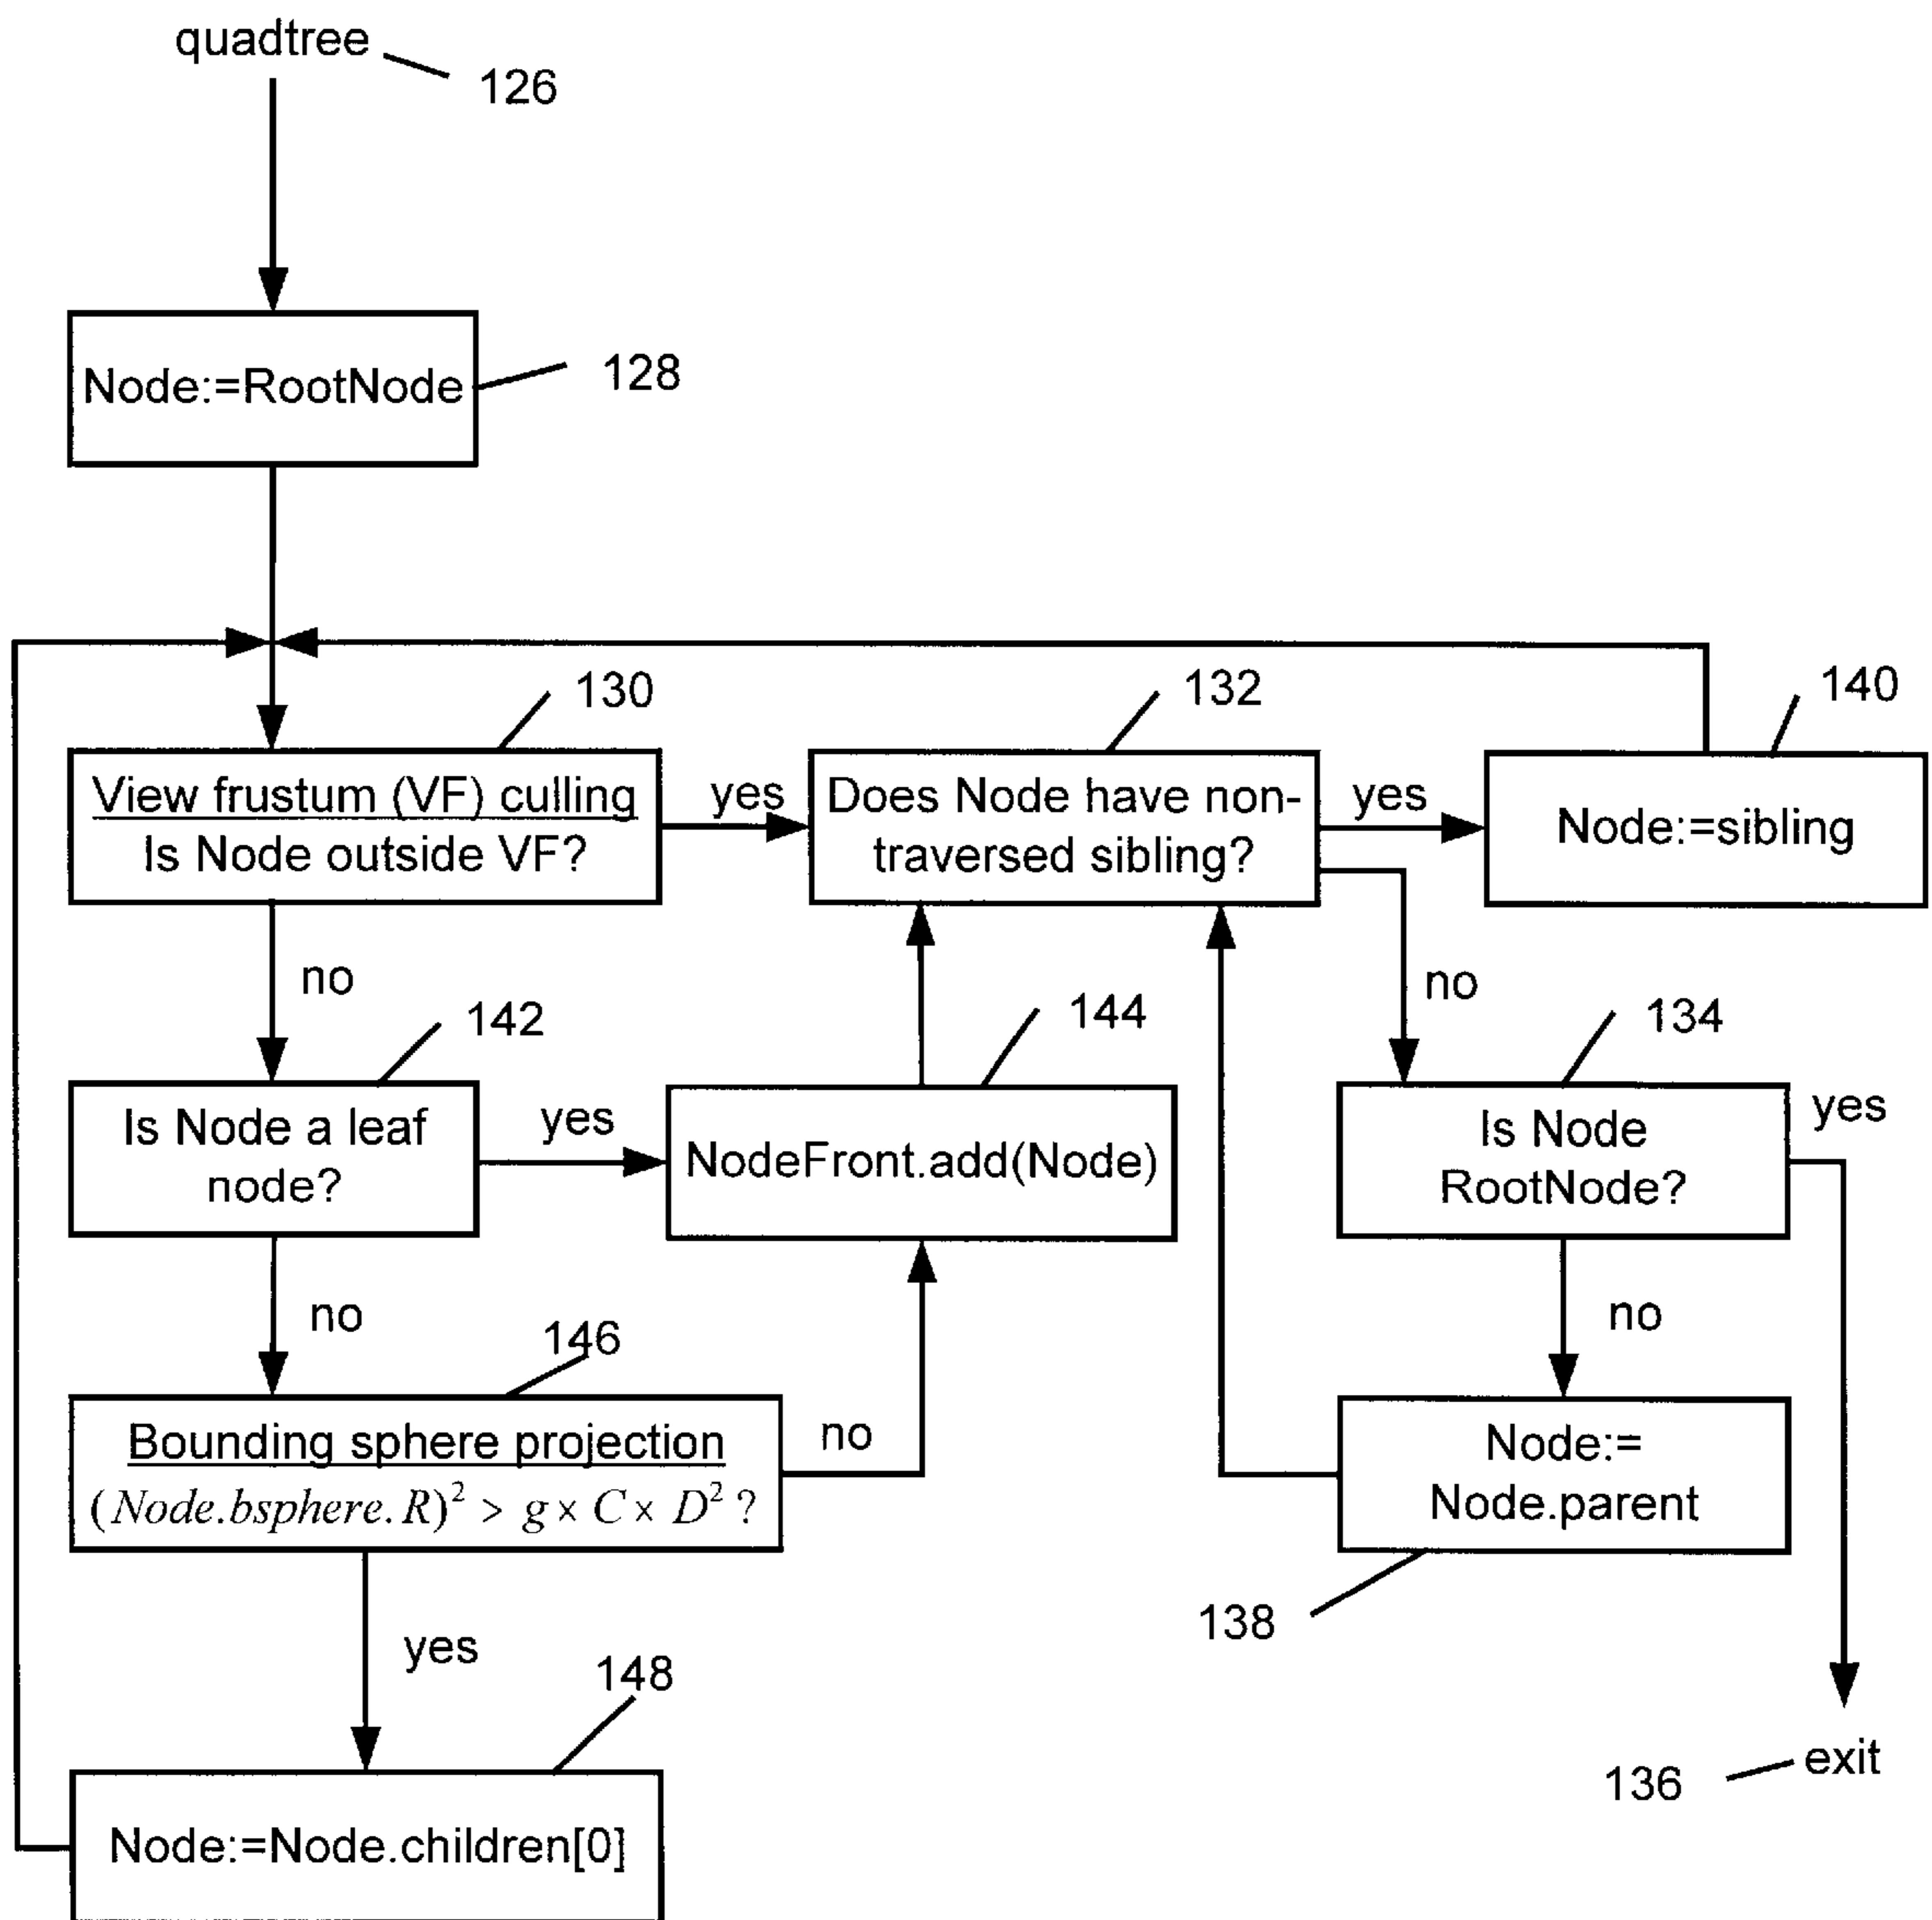 quadtree
126
Node:=RootNode
128
130
132
140
View frustum (VF) culling
Is Node outside VF?
yes
Does Node have non-
traversed sibling?
yes
Node:=sibling
no
no
142
144
134
Is Node a leaf
node?
yes
NodeFront.add(Node)
Is Node
RootNode?
yes
no
no
146
Bounding sphere projection
(Node.bsphere.R)² > g × C × D² ?
no
Node:=
Node.parent
138
yes
148
136
exit
Node:=Node.children[0]